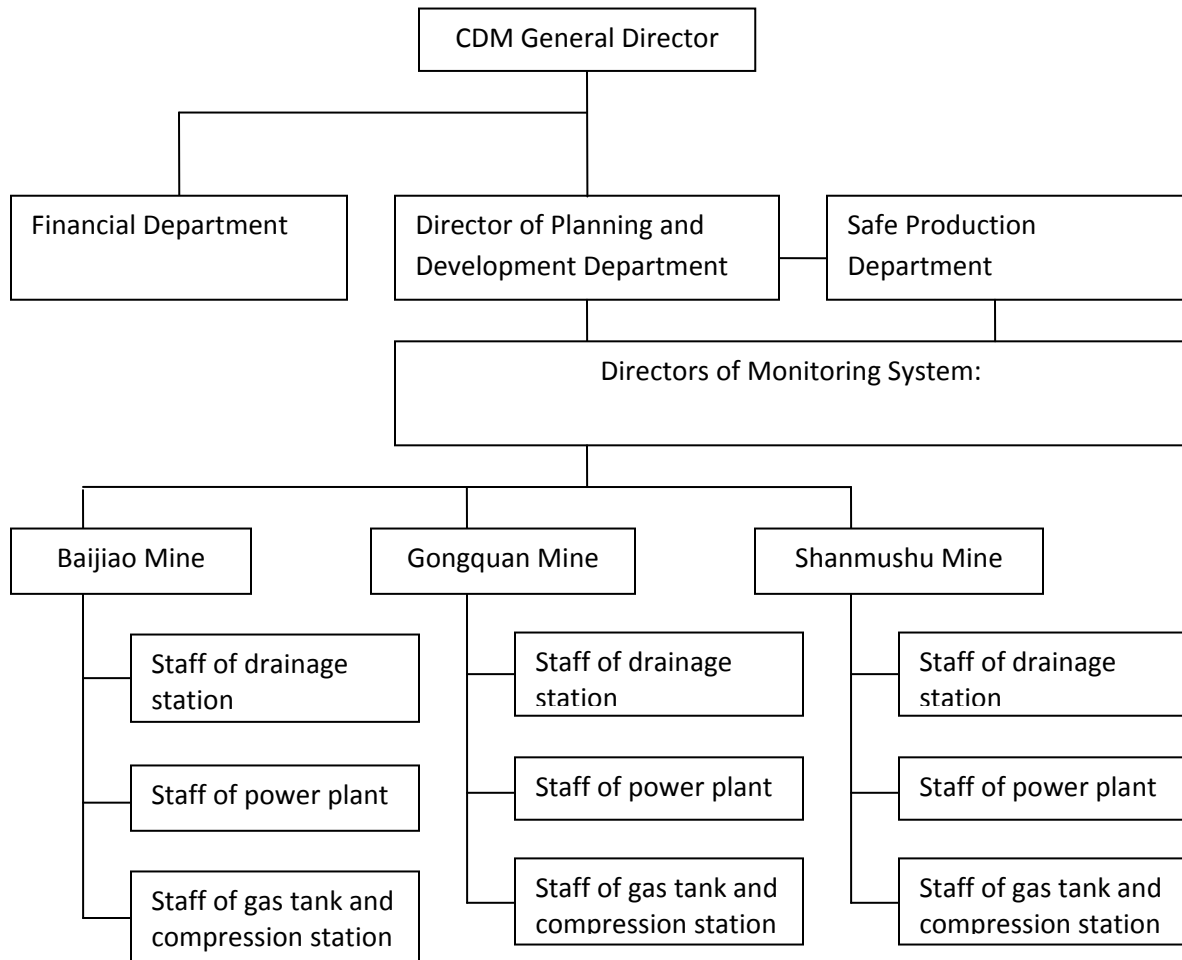 CDM General Director
Financial Department
Director of Planning and
Development Department
Safe Production
Department
Directors of Monitoring System:
Baijiao Mine
Gongquan Mine
Shanmushu Mine
Staff of drainage
station
Staff of power plant
Staff of gas tank and
compression station
Staff of drainage
station
Staff of power plant
Staff of gas tank and
compression station
Staff of drainage
station
Staff of power plant
Staff of gas tank and
compression station